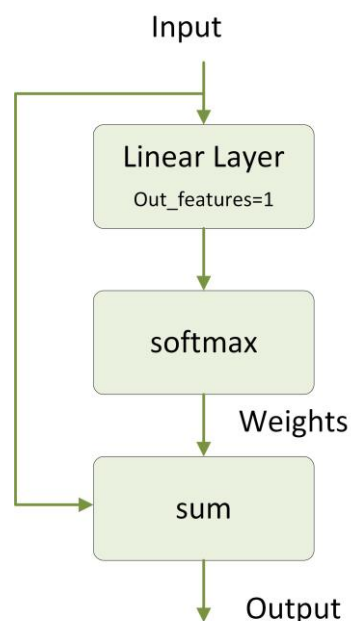 Input
Linear Layer
Out_features=1
softmax
Weights
sum
Output